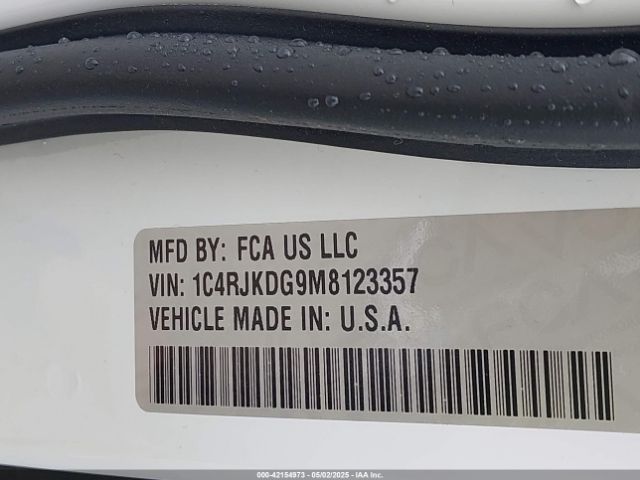 MFD BY: FCA US LLC
VIN: 1C4RJKDG9M8123357
VEHICLE MADE IN: U.S.A.
000-42154973 - 05/02/2025 - IAA Inc.